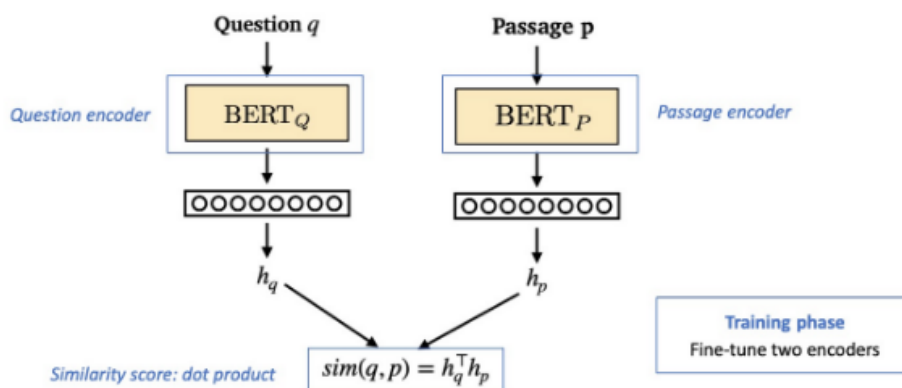 Question q
Passage p
Question encoder
BERT_Q
BERT_P
Passage encoder
h_q
h_p
Training phase
Fine-tune two encoders
Similarity score: dot product
sim(q, p) = h_q^⊤ h_p